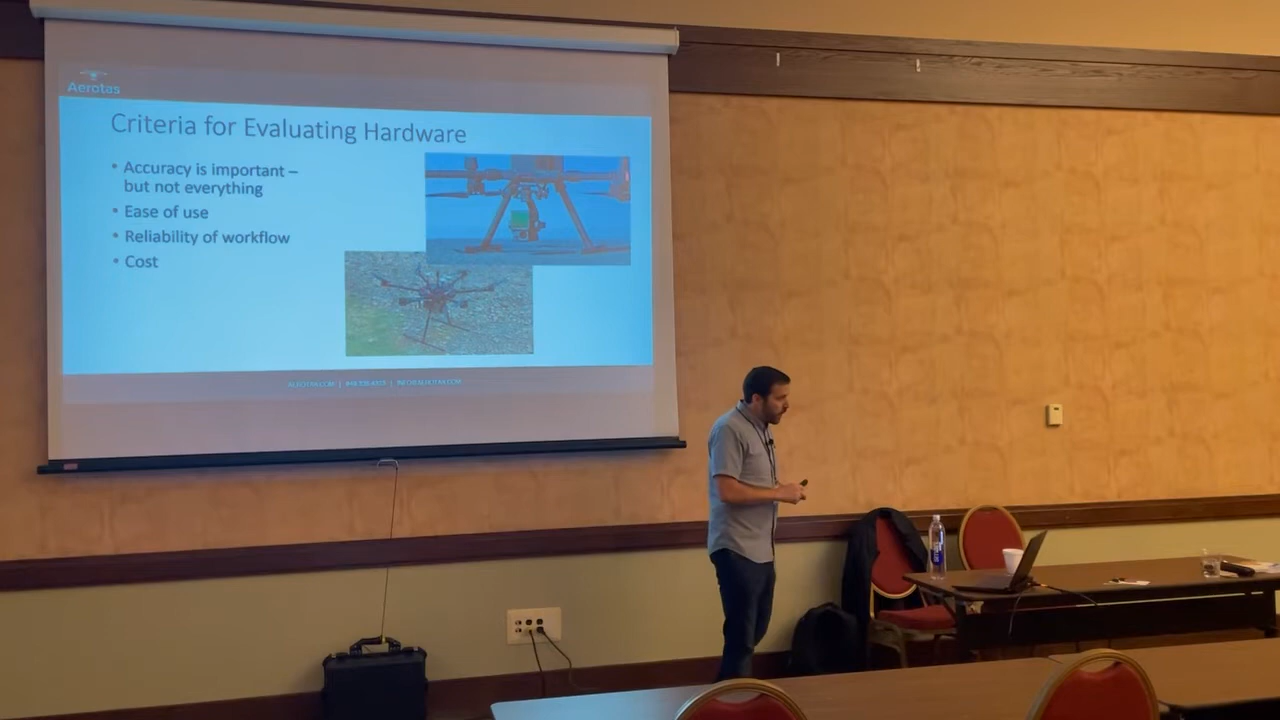 Aerotas
Criteria for Evaluating Hardware
• Accuracy is important –
but not everything
• Ease of use
• Reliability of workflow
• Cost